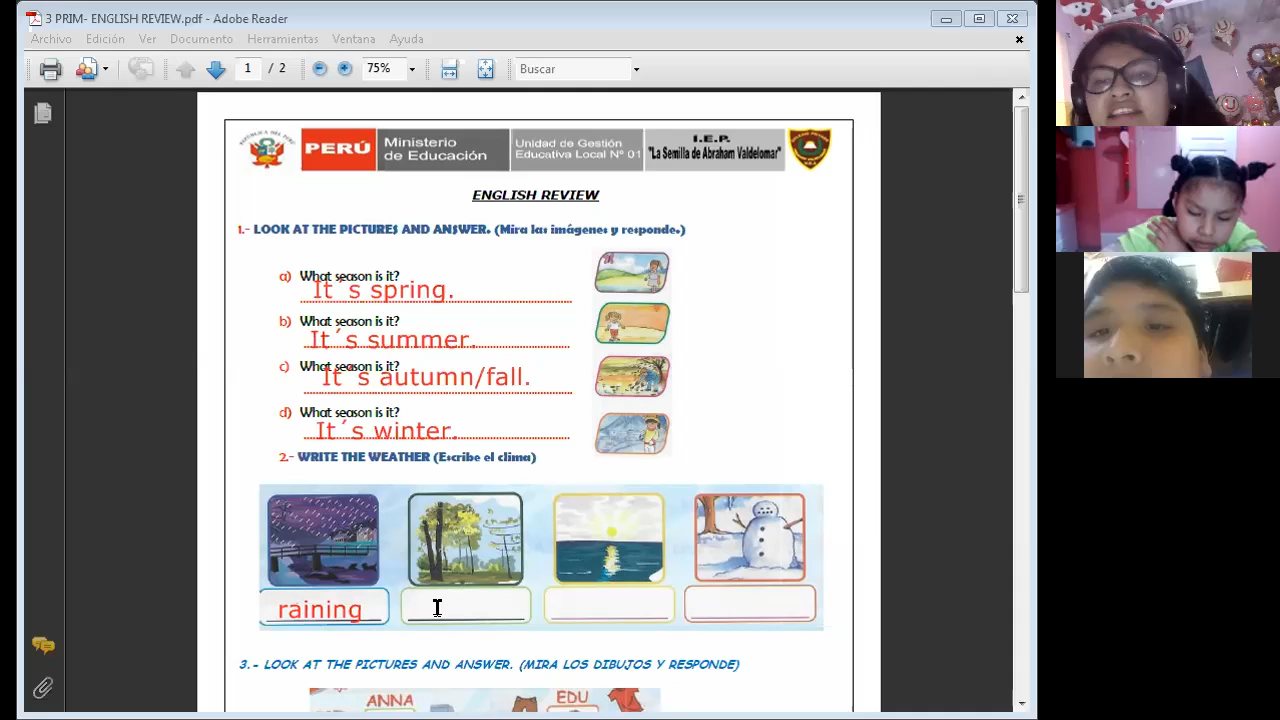 3 PRIM- ENGLISH REVIEW.pdf - Adobe Reader
Archivo Edición Ver Documento Herramientas Ventana Ayuda
1 / 2 75% Buscar
PERÚ Ministerio de Educación Unidad de Gestión Educativa Local Nº 01 I.E.P. "La Semilla de Abraham Valdelomar"
ENGLISH REVIEW
1.- LOOK AT THE PICTURES AND ANSWER. (Mira las imágenes y responde.)
a) What season is it?
It´s spring.
b) What season is it?
It´s summer.
c) What season is it?
It´s autumn/fall.
d) What season is it?
It´s winter.
2.- WRITE THE WEATHER (Escribe el clima)
raining
3.- LOOK AT THE PICTURES AND ANSWER. (MIRA LOS DIBUJOS Y RESPONDE)
ANNA EDU